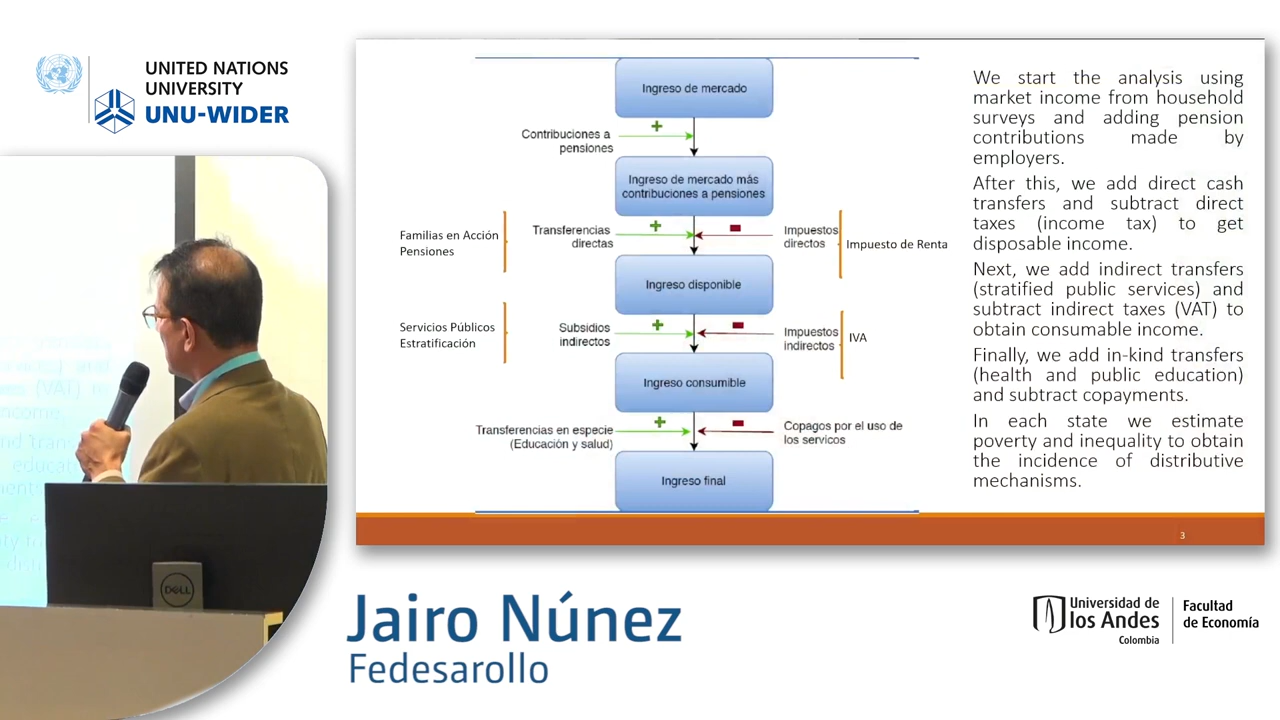 UNITED NATIONS
UNIVERSITY
UNU-WIDER
Ingreso de mercado
Contribuciones a
pensiones
Ingreso de mercado más
contribuciones a pensiones
Familias en Acción
Pensiones
Transferencias
directas
Impuestos
directos
Impuesto de Renta
Ingreso disponible
Servicios Públicos
Estratificación
Subsidios
indirectos
Impuestos
indirectos
IVA
Ingreso consumible
Transferencias en especie
(Educación y salud)
Copagos por el uso de
los servicos
Ingreso final
We start the analysis using
market income from household
surveys and adding pension
contributions made by
employers.
After this, we add direct cash
transfers and subtract direct
taxes (income tax) to get
disposable income.
Next, we add indirect transfers
(stratified public services) and
subtract indirect taxes (VAT) to
obtain consumable income.
Finally, we add in-kind transfers
(health and public education)
and subtract copayments.
In each state we estimate
poverty and inequality to obtain
the incidence of distributive
mechanisms.
3
DELL
Jairo Núnez
Fedesarollo
Universidad de
los Andes
Colombia
Facultad
de Economía